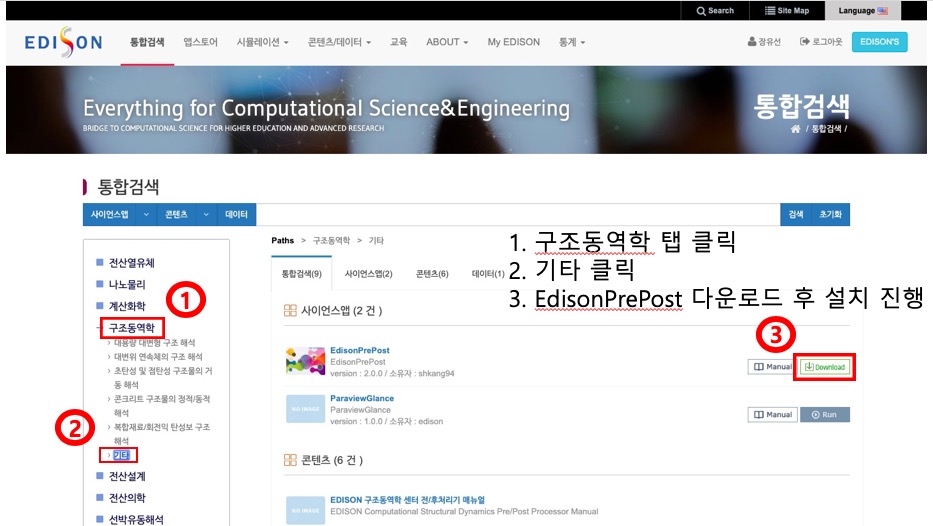 Search
Site Map
Language
EDISON
통합검색 앱스토어 시뮬레이션 콘텐츠/데이터 교육 ABOUT My EDISON 통계
장유선 로그아웃 EDISON'S
Everything for Computational Science&Engineering
BRIDGE TO COMPUTATIONAL SCIENCE FOR HIGHER EDUCATION AND ADVANCED RESEARCH
통합검색
/ 통합검색 /
통합검색
사이언스앱 콘텐츠 데이터 검색 초기화
전산열유체
나노물리
계산화학
1
구조동역학
› 대용량 대변형 구조 해석
› 대변위 연속체의 구조 해석
› 초탄성 및 점탄성 구조물의 거
동 해석
› 콘크리트 구조물의 정적/동적
해석
› 복합재료/회전익 탄성보 구조
해석
2
› 기타
전산설계
전산의학
선박유동해석
Paths > 구조동역학 > 기타
통합검색(9) 사이언스앱(2) 콘텐츠(6) 데이터(1)
1. 구조동역학 탭 클릭
2. 기타 클릭
3. EdisonPrePost 다운로드 후 설치 진행
사이언스앱 (2 건 )
3
EdisonPrePost
EdisonPrePost
version : 2.0.0 / 소유자 : shkang94
Manual Download
NO IMAGE
ParaviewGlance
ParaviewGlance
version : 1.0.0 / 소유자 : edison
Manual Run
콘텐츠 (6 건 )
NO IMAGE
EDISON 구조동역학 센터 전/후처리기 매뉴얼
EDISON Computational Structural Dynamics Pre/Post Processor Manual